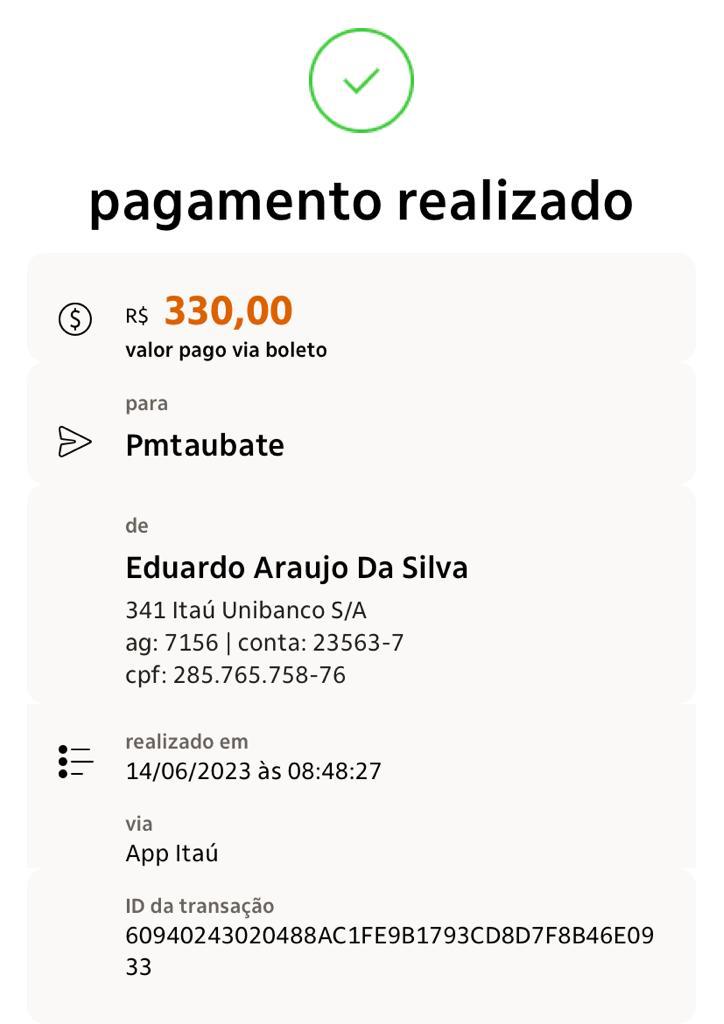 pagamento realizado
R$ 330,00
valor pago via boleto
para
Pmtaubate
de
Eduardo Araujo Da Silva
341 Itaú Unibanco S/A
ag: 7156 | conta: 23563-7
cpf: 285.765.758-76
realizado em
14/06/2023 às 08:48:27
via
App Itaú
ID da transação
60940243020488AC1FE9B1793CD8D7F8B46E09
33